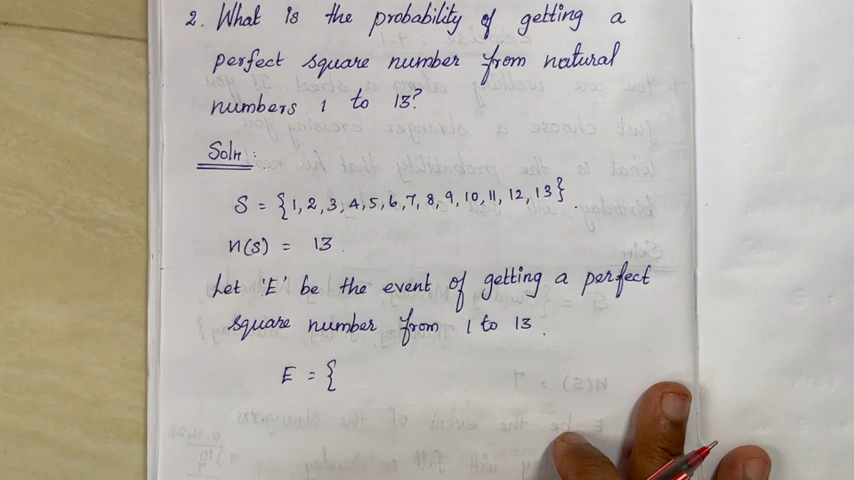 2. What is the probability of getting a
perfect square number from natural
numbers 1 to 13?
Soln:
S = {1, 2, 3, 4, 5, 6, 7, 8, 9, 10, 11, 12, 13}.
n(s) = 13.
Let 'E' be the event of getting a perfect
square number from 1 to 13.
E = {